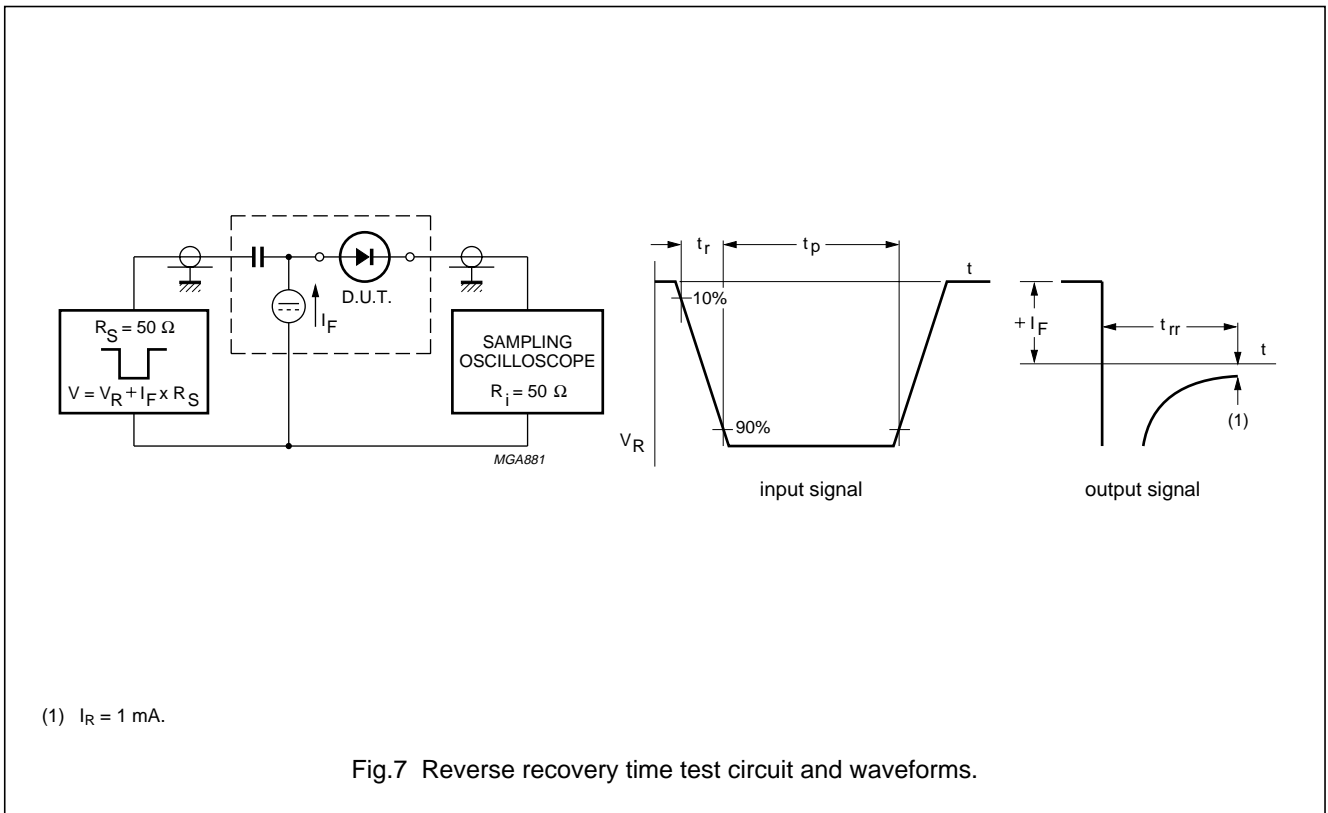 D.U.T.
I_F
R_S = 50 Ω
V = V_R + I_F x R_S
SAMPLING
OSCILLOSCOPE
R_i = 50 Ω
MGA881
t_r
t_p
t
10%
90%
V_R
input signal
+ I_F
t_rr
t
(1)
output signal
(1) I_R = 1 mA.
Fig.7 Reverse recovery time test circuit and waveforms.